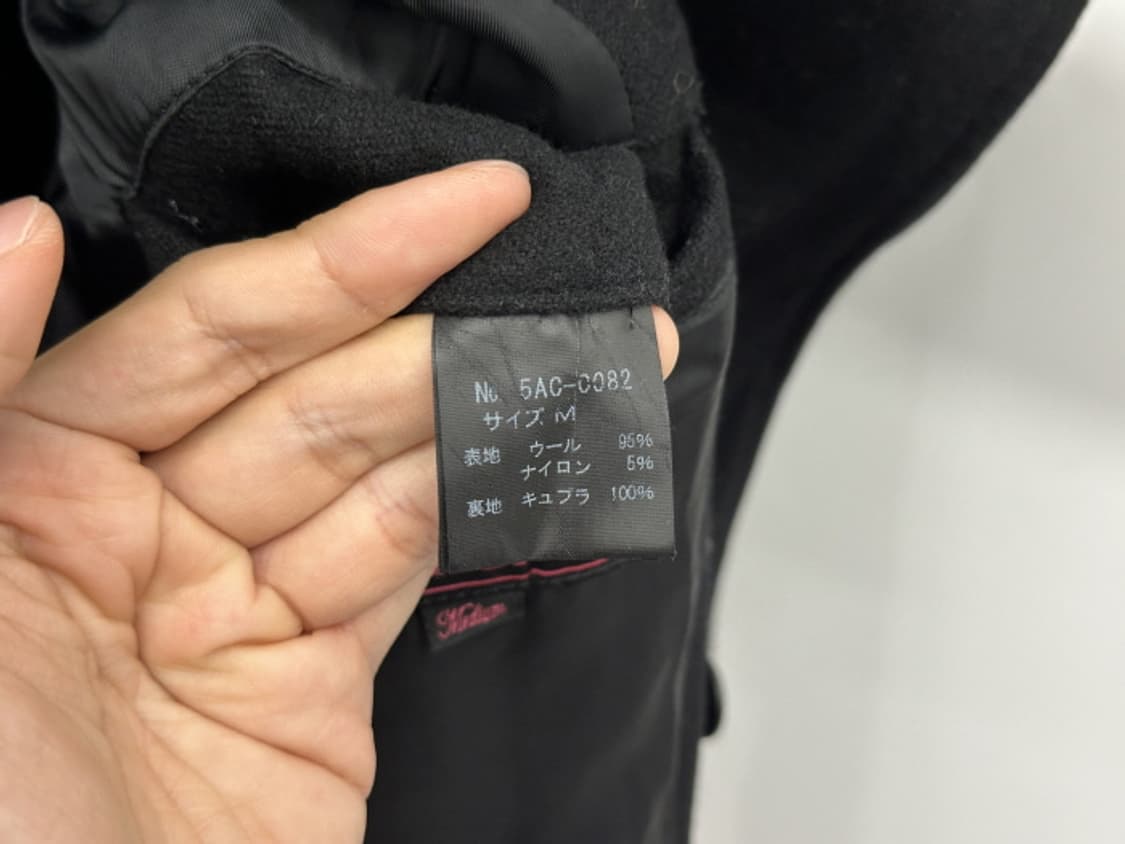 No. 5AC-C082
サイズ M
表地 ウール 95%
ナイロン 5%
裏地 キュプラ 100%
Medium